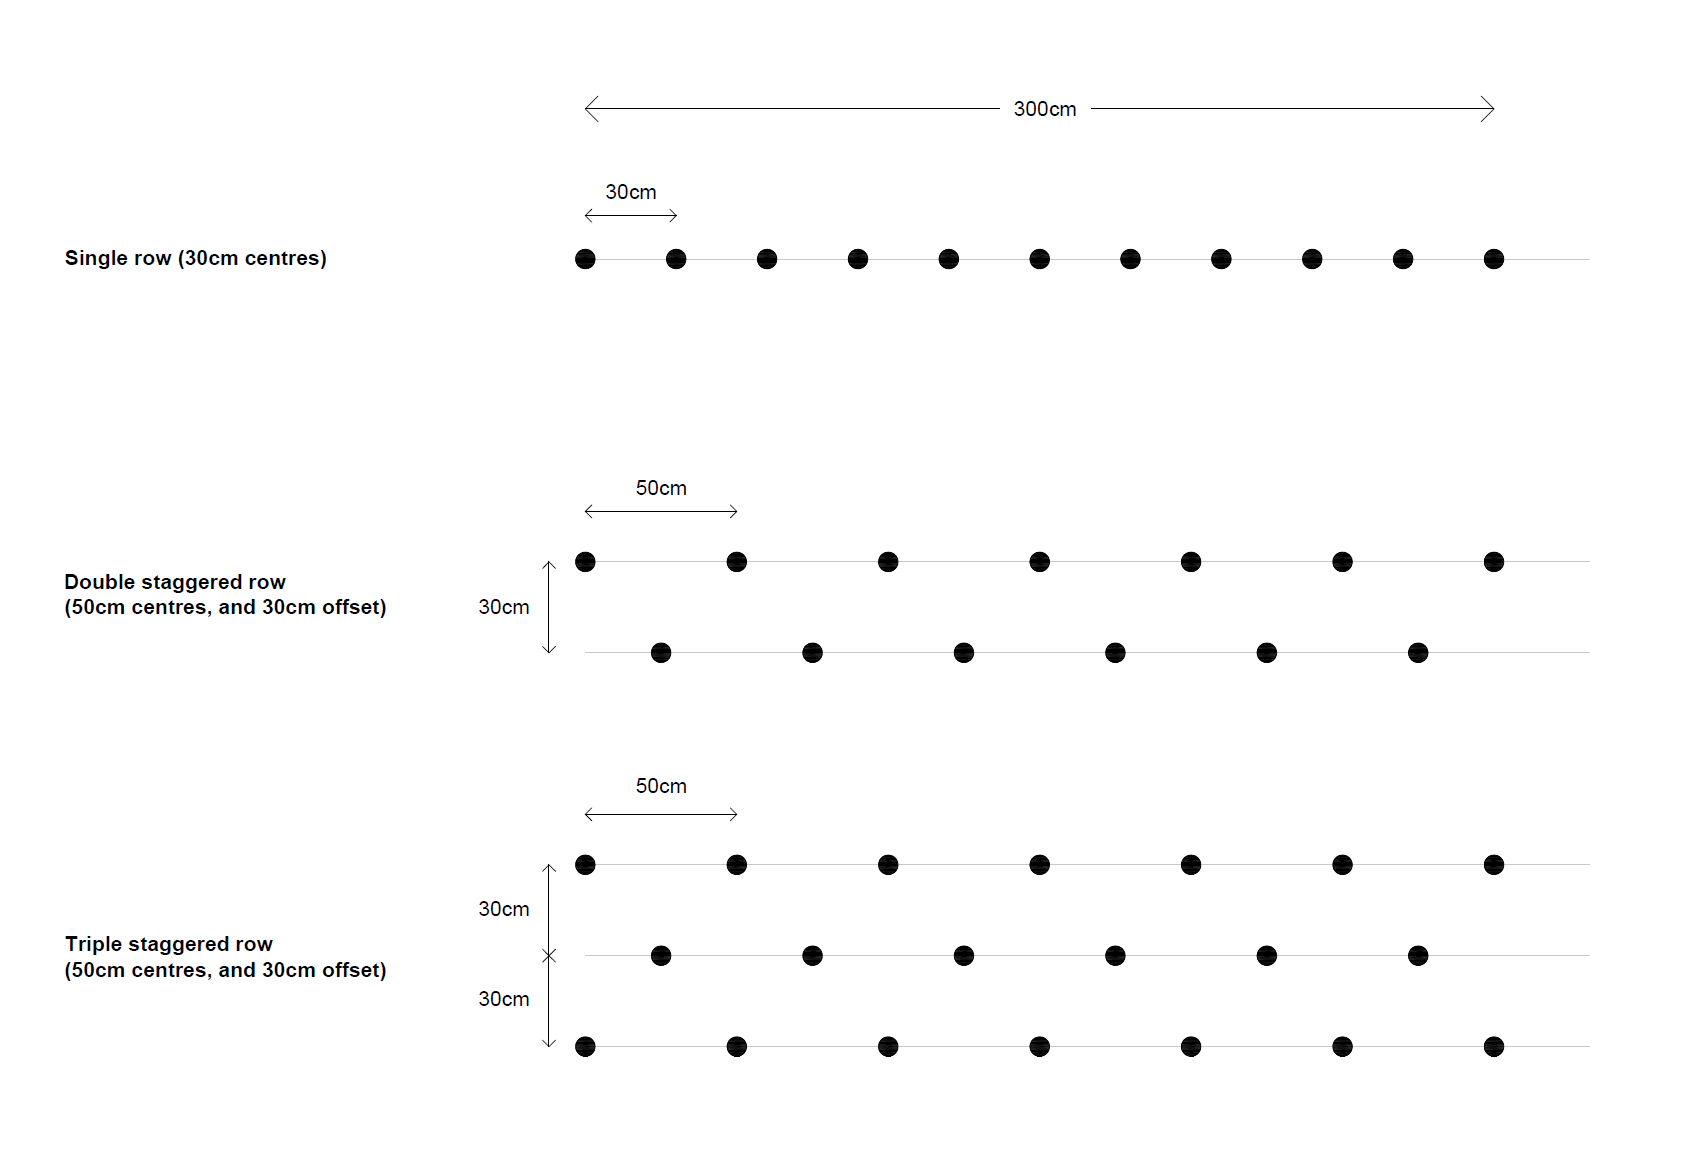 300cm
30cm
Single row (30cm centres)
50cm
Double staggered row
(50cm centres, and 30cm offset)
30cm
50cm
30cm
Triple staggered row
(50cm centres, and 30cm offset)
30cm